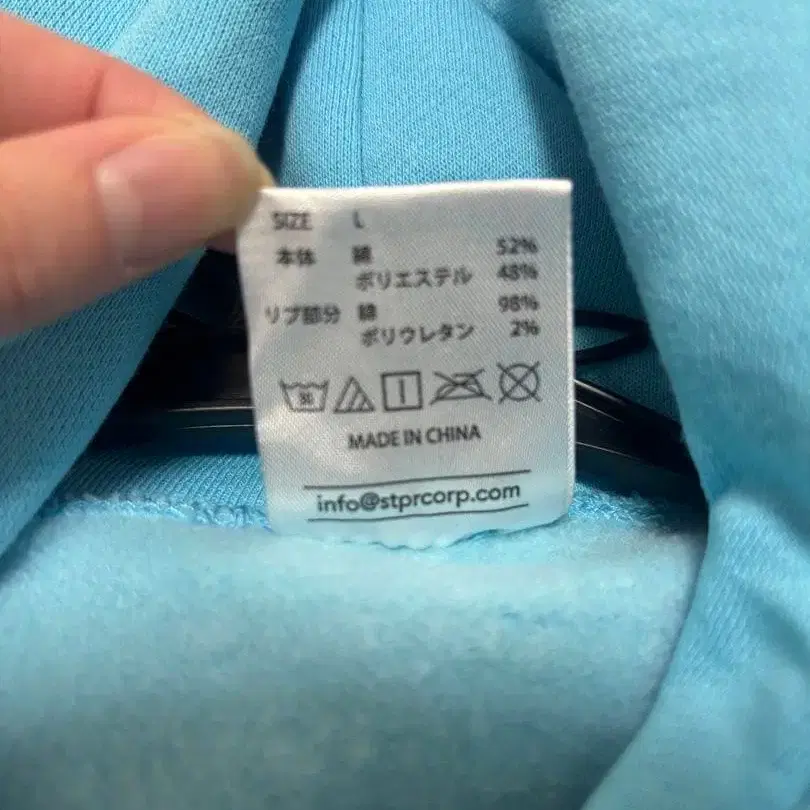 SIZE L
本体 綿 52%
ポリエステル 48%
リブ部分 綿 98%
ポリウレタン 2%
30
MADE IN CHINA
info@stprcorp.com